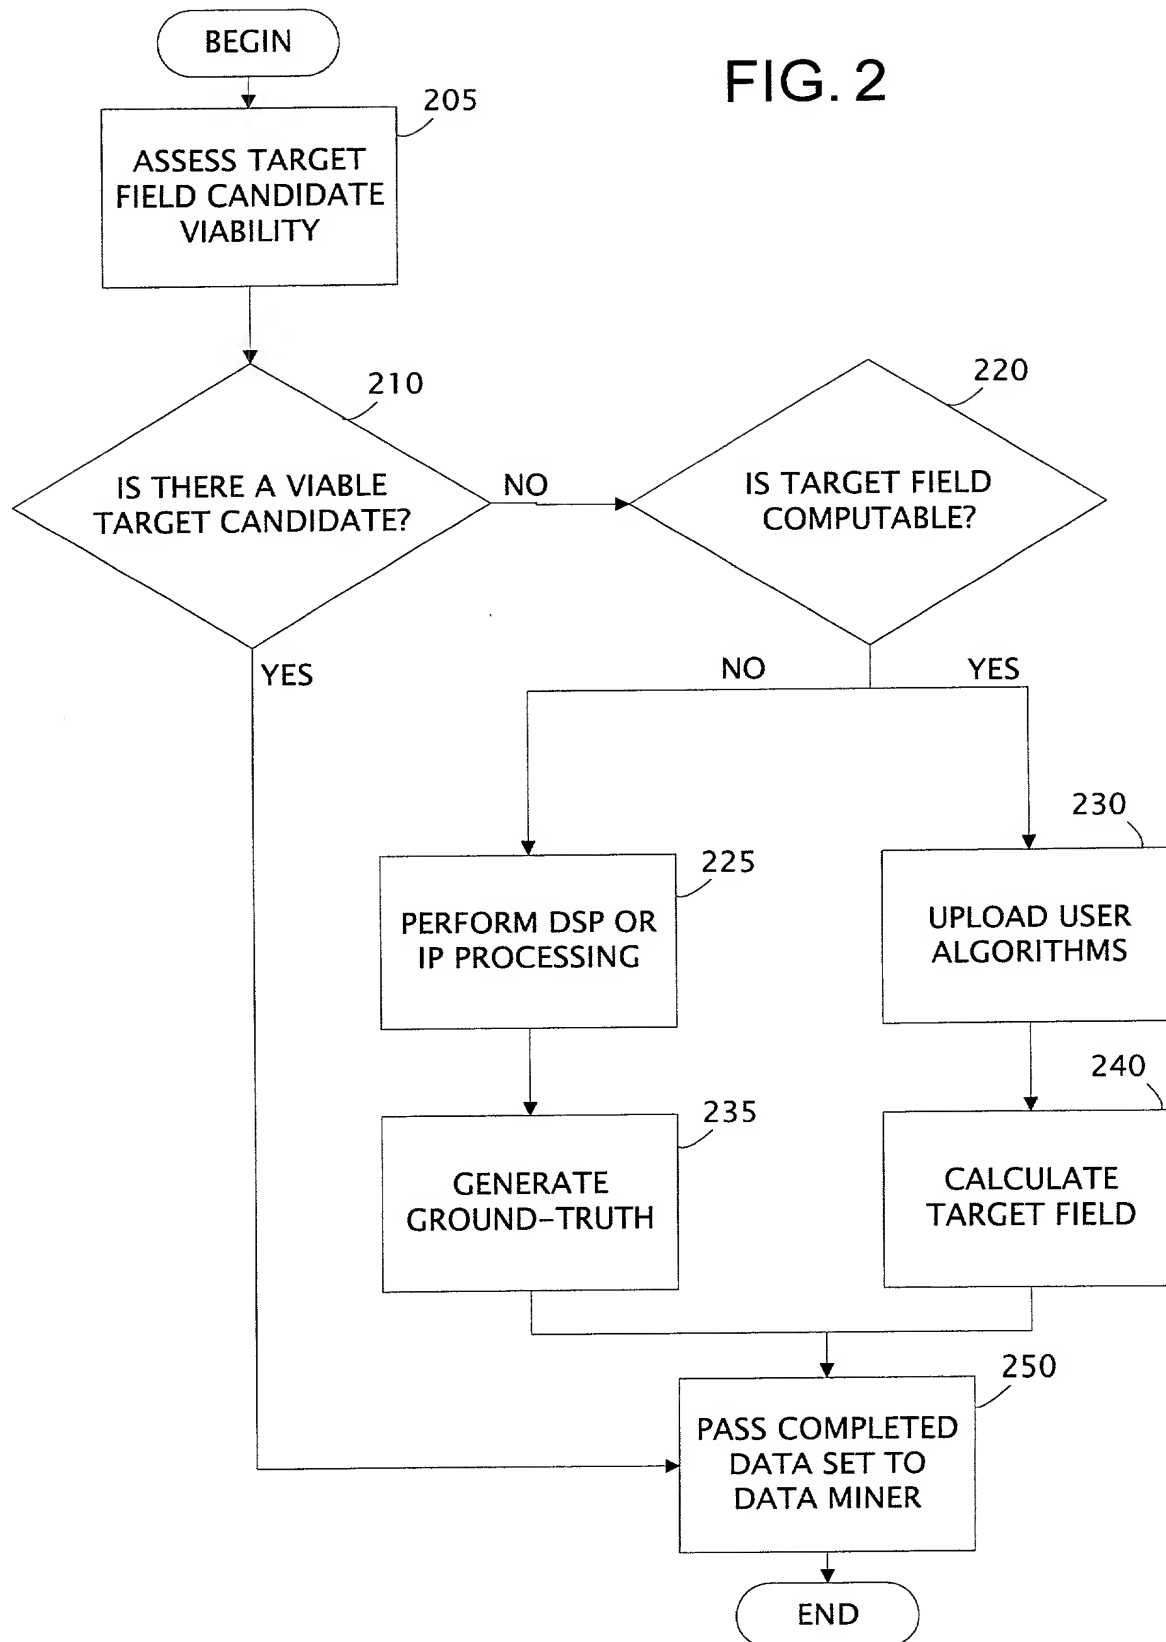 BEGIN
FIG. 2
205
ASSESS TARGET
FIELD CANDIDATE
VIABILITY
210
IS THERE A VIABLE
TARGET CANDIDATE?
NO
220
IS TARGET FIELD
COMPUTABLE?
YES
NO
YES
225
PERFORM DSP OR
IP PROCESSING
230
UPLOAD USER
ALGORITHMS
235
GENERATE
GROUND-TRUTH
240
CALCULATE
TARGET FIELD
250
PASS COMPLETED
DATA SET TO
DATA MINER
END